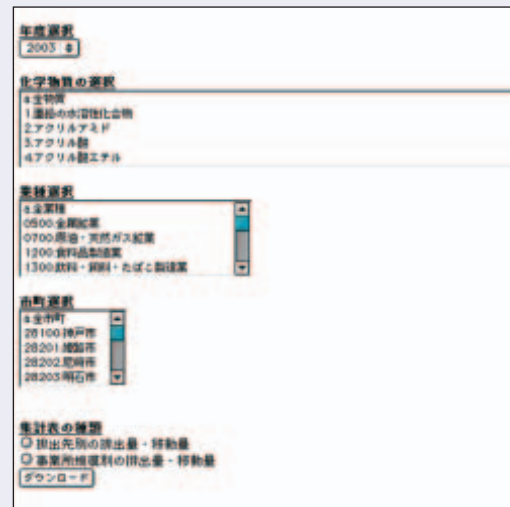 年度選択
2003
化学物質の選択
a.全物質
1.亜鉛の水溶性化合物
2.アクリルアミド
3.アクリル酸
4.アクリル酸エチル
業種選択
a.全業種
0500:金属鉱業
0700:原油・天然ガス鉱業
1200:食料品製造業
1300:飲料・飼料・たばこ製造業
市町選択
a.全市町
28100:神戸市
28201:姫路市
28202:尼崎市
28203:明石市
集計表の種類
排出先別の排出量・移動量
事業所規模別の排出量・移動量
ダウンロード